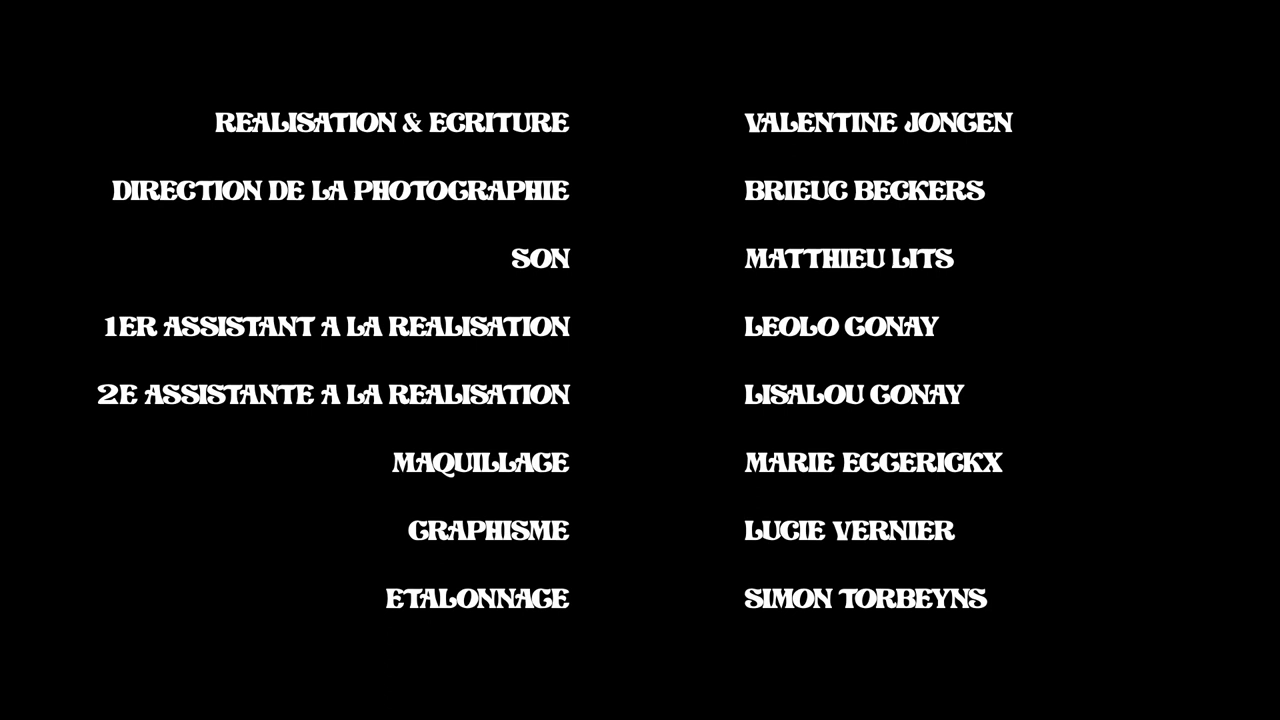 REALISATION & ECRITURE VALENTINE JONGEN
DIRECTION DE LA PHOTOGRAPHIE BRIEUC BECKERS
SON MATTHIEU LITS
1ER ASSISTANT A LA REALISATION LEOLO GONAY
2E ASSISTANTE A LA REALISATION LISALOU GONAY
MAQUILLAGE MARIE EGGERICKX
GRAPHISME LUCIE VERNIER
ETALONNAGE SIMON TORBEYNS